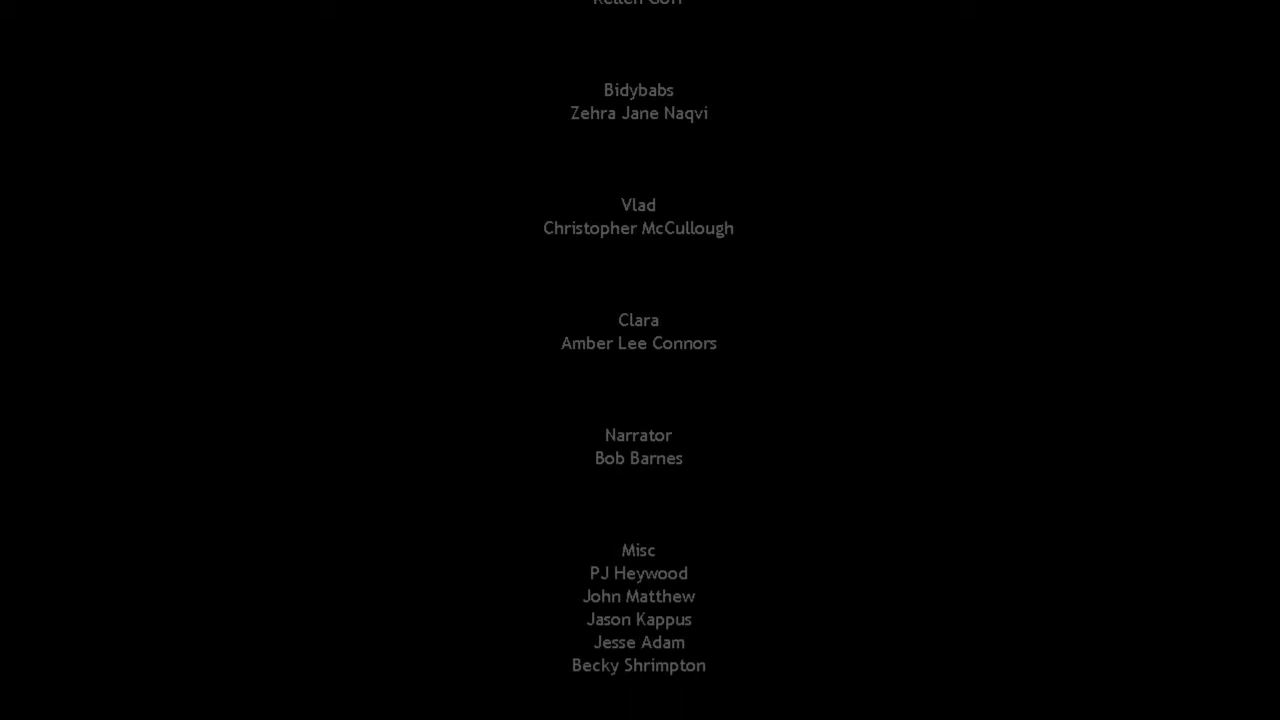 Bidybabs
Zehra Jane Naqvi
Vlad
Christopher McCullough
Clara
Amber Lee Connors
Narrator
Bob Barnes
Misc
PJ Heywood
John Matthew
Jason Kappus
Jesse Adam
Becky Shrimpton